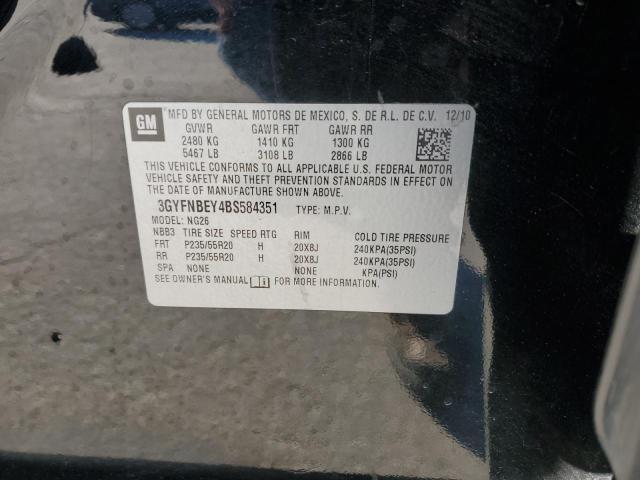 GM
MFD BY GENERAL MOTORS DE MEXICO, S. DE R.L. DE C.V. 12/10
GVWR GAWR FRT GAWR RR
2480 KG 1410 KG 1300 KG
5467 LB 3108 LB 2866 LB
THIS VEHICLE CONFORMS TO ALL APPLICABLE U.S. FEDERAL MOTOR
VEHICLE SAFETY AND THEFT PREVENTION STANDARDS IN EFFECT ON
THE DATE OF MANUFACTURE SHOWN ABOVE.
3GYFNBEY4BS584351 TYPE: M.P.V.
MODEL: NG26
NBB3 TIRE SIZE SPEED RTG RIM COLD TIRE PRESSURE
FRT P235/55R20 H 20X8J 240KPA(35PSI)
RR P235/55R20 H 20X8J 240KPA(35PSI)
SPA NONE NONE KPA(PSI)
SEE OWNER'S MANUAL FOR MORE INFORMATION.